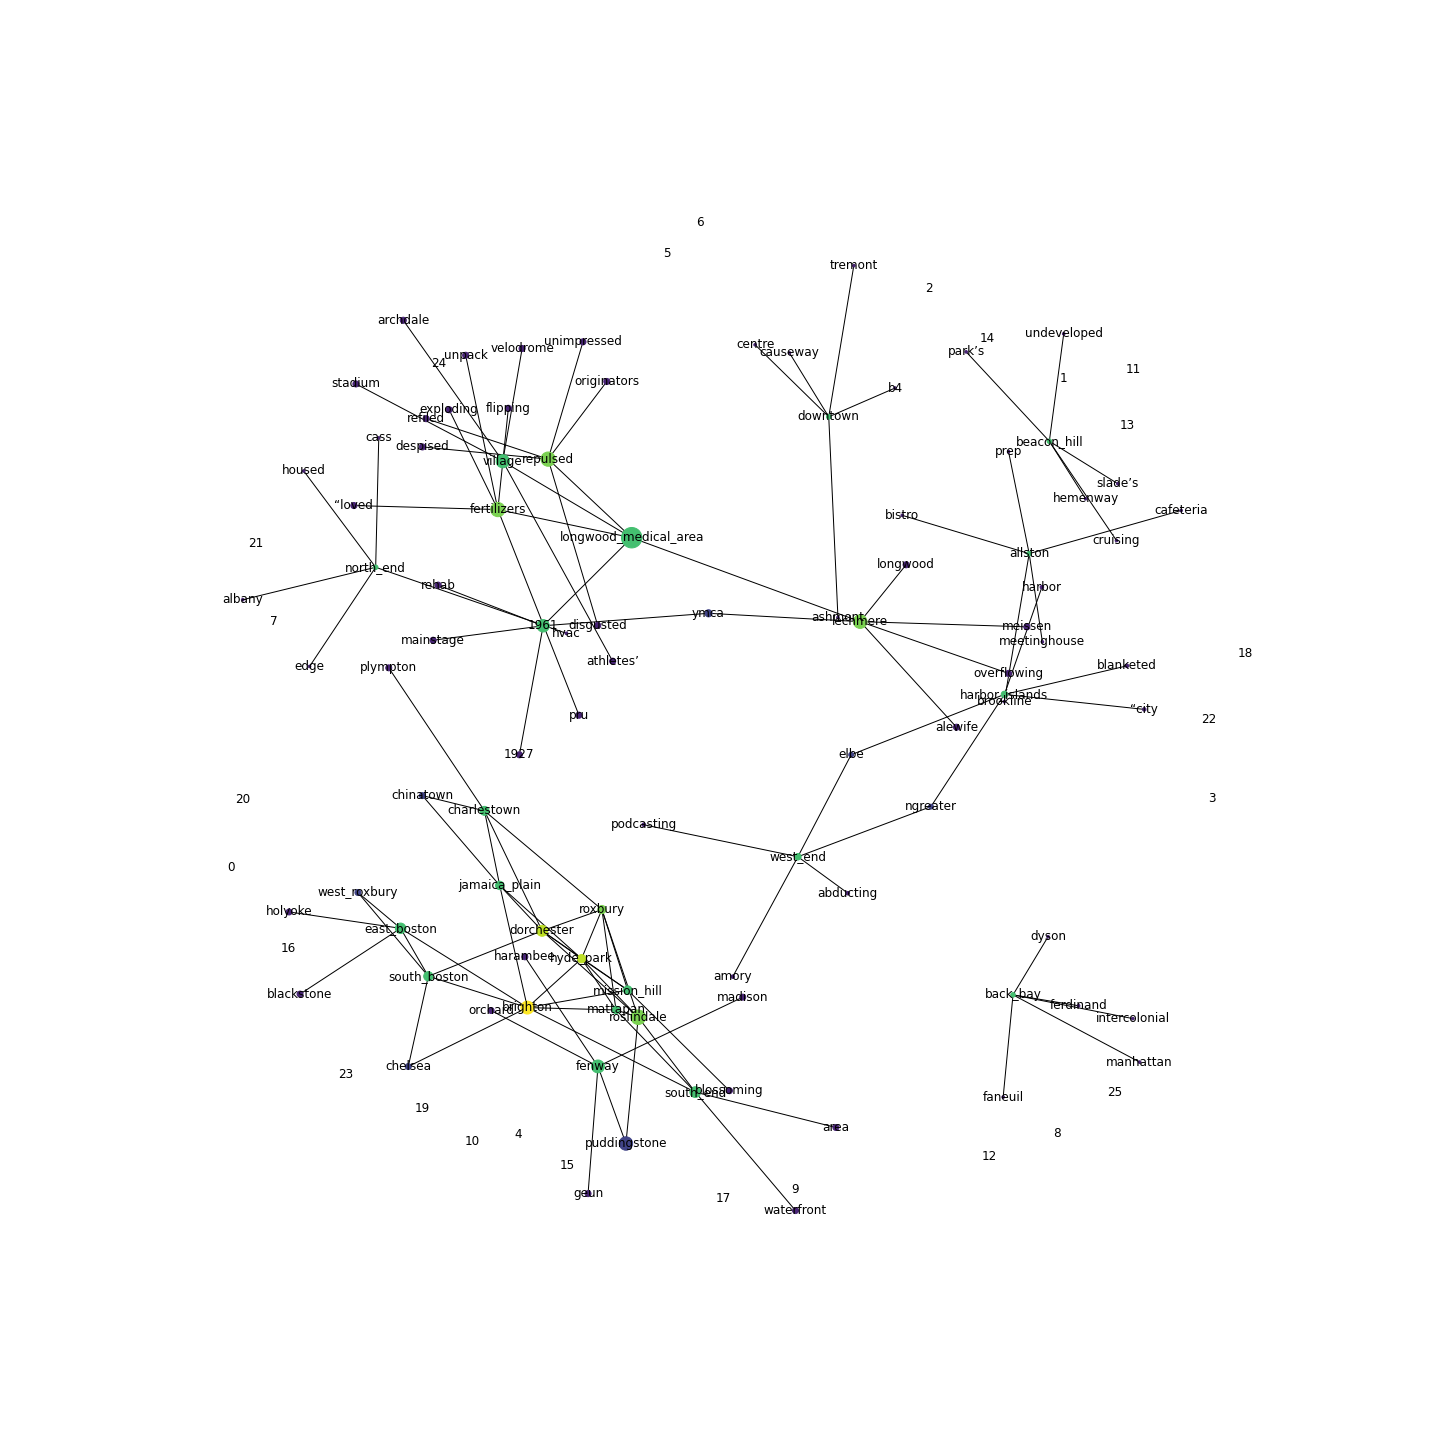 6
5
tremont
2
archdale
undeveloped
14
unimpressed
centre
velodrome
causeway
park’s
unpack
24
11
1
originators
stadium
b4
flipping
exploding
downtown
refried
13
cass
beacon_hill
despised
prep
village
repulsed
housed
slade’s
hemenway
“loved
fertilizers
cafeteria
bistro
longwood_medical_area
cruising
21
allston
longwood
north_end
rehab
harbor
albany
ymca
ashmont
7
lechmere
1961
disgusted
meissen
hvac
mainstage
meetinghouse
18
athletes’
blanketed
edge
plympton
overflowing
harbor_islands
brookline
“city
piu
22
alewife
1927
elbe
chinatown
20
3
ngreater
charlestown
podcasting
west_end
0
jamaica_plain
west_roxbury
abducting
roxbury
holyoke
east_boston
dorchester
dyson
16
harambee
hyde_park
south_boston
amory
mission_hill
blackstone
back_bay
madison
ferdinand
brighton
mattapan
orchard
roslindale
intercolonial
manhattan
chelsea
fenway
23
blossoming
south_end
25
faneuil
19
area
4
8
10
puddingstone
12
15
9
geun
17
waterfront